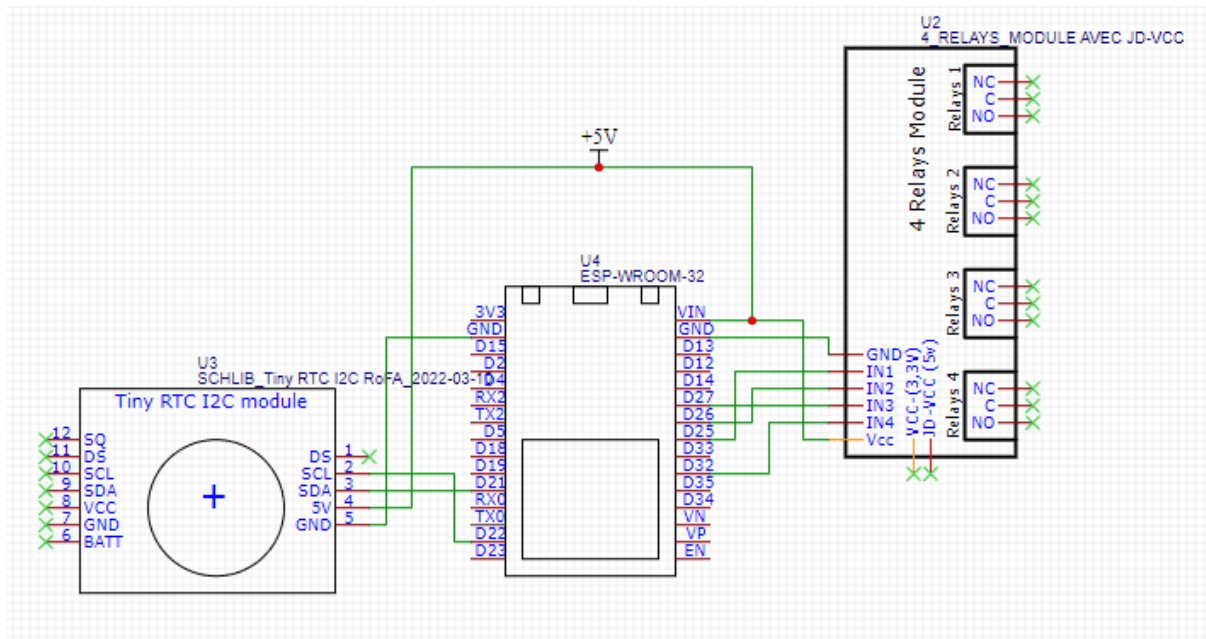 U2
4_RELAYS_MODULE AVEC JD-VCC
4 Relays Module
Relays 1
NC
C
NO
Relays 2
NC
C
NO
Relays 3
NC
C
NO
Relays 4
NC
C
NO
GND
IN1
IN2
IN3
IN4
Vcc
VCC-(3,3V)
JD-VCC (5v)
+5V
U4
ESP-WROOM-32
3V3
GND
D15
D2
D4
RX2
TX2
D5
D18
D19
D21
RX0
TX0
D22
D23
VIN
GND
D13
D12
D14
D27
D26
D25
D33
D32
D35
D34
VN
VP
EN
U3
SCHLIB_Tiny RTC I2C RoFA_2022-03-10
Tiny RTC I2C module
12 SQ
11 DS
10 SCL
9 SDA
8 VCC
7 GND
6 BATT
DS 1
SCL 2
SDA 3
5V 4
GND 5